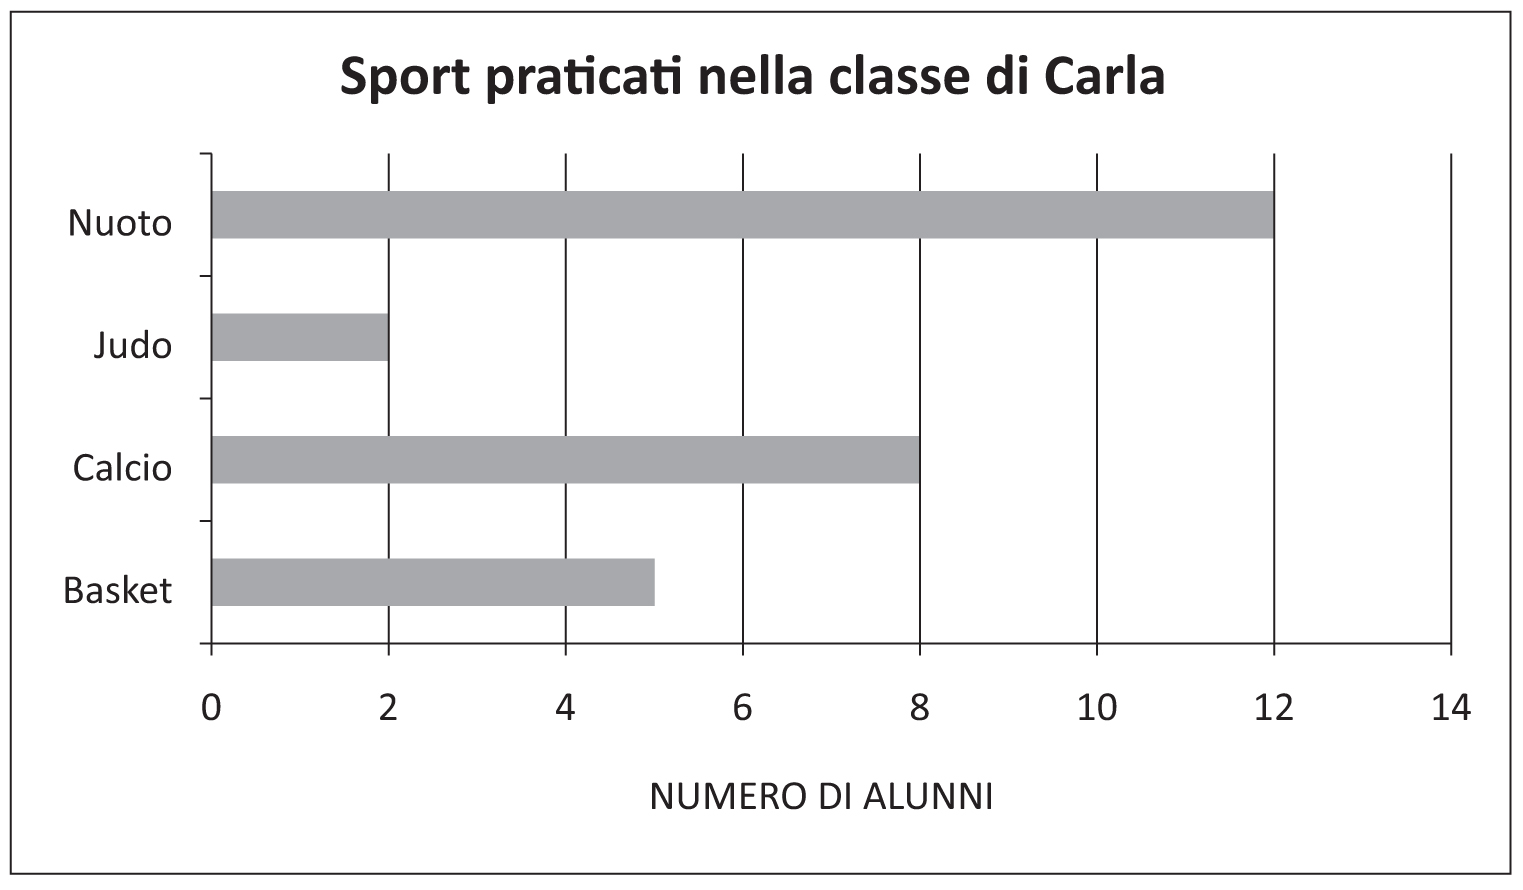 Sport praticati nella classe di Carla
Nuoto
Judo
Calcio
Basket
0 2 4 6 8 10 12 14
NUMERO DI ALUNNI